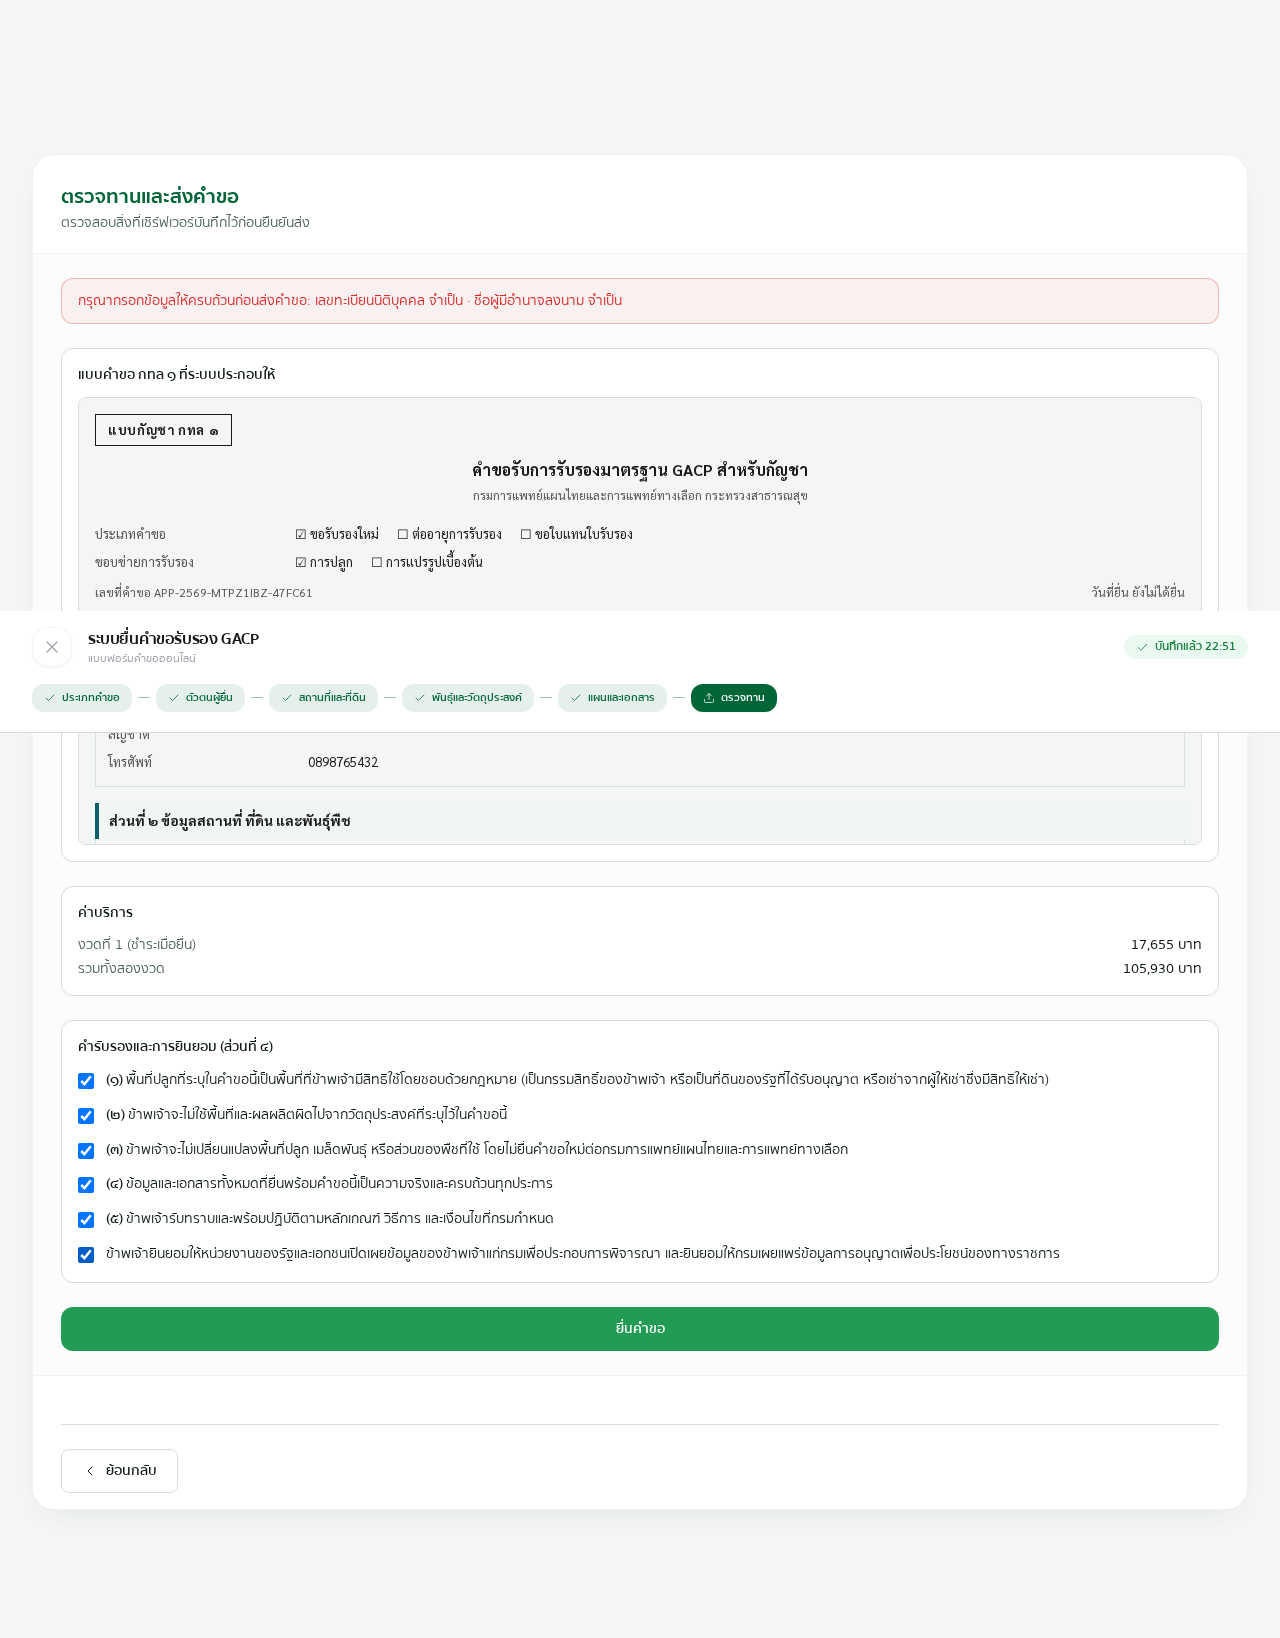 ตรวจทานและส่งคำขอ
ตรวจสอบสิ่งที่เซิร์ฟเวอร์บันทึกไว้ก่อนยืนยันส่ง
กรุณากรอกข้อมูลให้ครบถ้วนก่อนส่งคำขอ: เลขทะเบียนนิติบุคคล จำเป็น · ชื่อผู้มีอำนาจลงนาม จำเป็น
แบบคำขอ กทล ๑ ที่ระบบประกอบให้
แบบกัญชา กทล ๑
คำขอรับการรับรองมาตรฐาน GACP สำหรับกัญชา
กรมการแพทย์แผนไทยและการแพทย์ทางเลือก กระทรวงสาธารณสุข
ประเภทคำขอ ☑ ขอรับรองใหม่ ☐ ต่ออายุการรับรอง ☐ ขอใบแทนใบรับรอง
ขอบข่ายการรับรอง ☑ การปลูก ☐ การแปรรูปเบื้องต้น
เลขที่คำขอ APP-2569-MTPZ1IBZ-47FC61 วันที่ยื่น ยังไม่ได้ยื่น
ระบบยื่นคำขอรับรอง GACP
แบบฟอร์มคำขอออนไลน์
บันทึกแล้ว 22:51
ประเภทคำขอ — ตัวตนผู้ยื่น — สถานที่และที่ดิน — พันธุ์และวัตถุประสงค์ — แผนและเอกสาร — ตรวจทาน
สัญชาติ
โทรศัพท์ 0898765432
ส่วนที่ ๒ ข้อมูลสถานที่ ที่ดิน และพันธุ์พืช
ค่าบริการ
งวดที่ 1 (ชำระเมื่อยื่น) 17,655 บาท
รวมทั้งสองงวด 105,930 บาท
คำรับรองและการยินยอม (ส่วนที่ ๔)
(๑) พื้นที่ปลูกที่ระบุในคำขอนี้เป็นพื้นที่ที่ข้าพเจ้ามีสิทธิใช้โดยชอบด้วยกฎหมาย (เป็นกรรมสิทธิ์ของข้าพเจ้า หรือเป็นที่ดินของรัฐที่ได้รับอนุญาต หรือเช่าจากผู้ให้เช่าซึ่งมีสิทธิให้เช่า)
(๒) ข้าพเจ้าจะไม่ใช้พื้นที่และผลผลิตผิดไปจากวัตถุประสงค์ที่ระบุไว้ในคำขอนี้
(๓) ข้าพเจ้าจะไม่เปลี่ยนแปลงพื้นที่ปลูก เมล็ดพันธุ์ หรือส่วนของพืชที่ใช้ โดยไม่ยื่นคำขอใหม่ต่อกรมการแพทย์แผนไทยและการแพทย์ทางเลือก
(๔) ข้อมูลและเอกสารทั้งหมดที่ยื่นพร้อมคำขอนี้เป็นความจริงและครบถ้วนทุกประการ
(๕) ข้าพเจ้ารับทราบและพร้อมปฏิบัติตามหลักเกณฑ์ วิธีการ และเงื่อนไขที่กรมกำหนด
ข้าพเจ้ายินยอมให้หน่วยงานของรัฐและเอกชนเปิดเผยข้อมูลของข้าพเจ้าแก่กรมเพื่อประกอบการพิจารณา และยินยอมให้กรมเผยแพร่ข้อมูลการอนุญาตเพื่อประโยชน์ของทางราชการ
ยื่นคำขอ
ย้อนกลับ